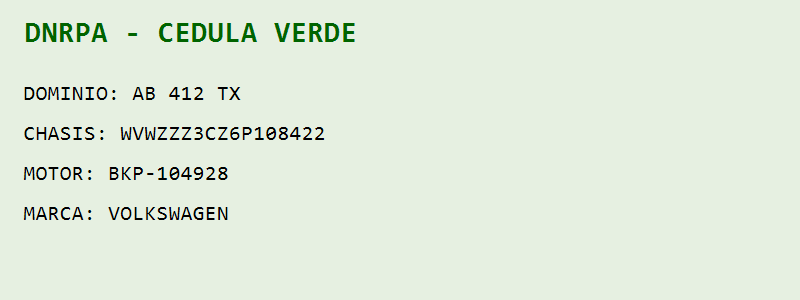 DNRPA - CEDULA VERDE
DOMINIO: AB 412 TX
CHASIS: WVWZZZ3CZ6P108422
MOTOR: BKP-104928
MARCA: VOLKSWAGEN